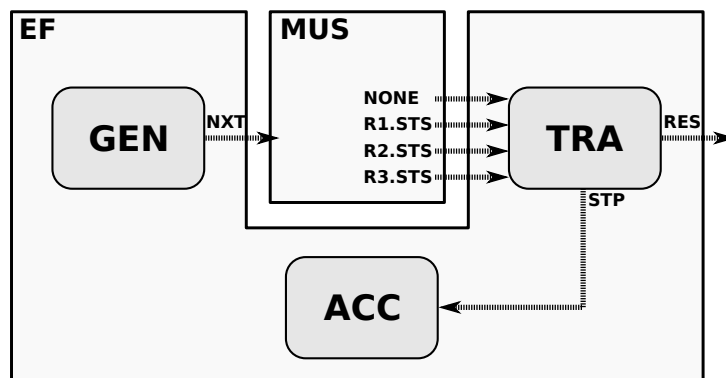 EF
MUS
GEN
NXT
NONE
R1.STS
R2.STS
R3.STS
TRA
RES
STP
ACC